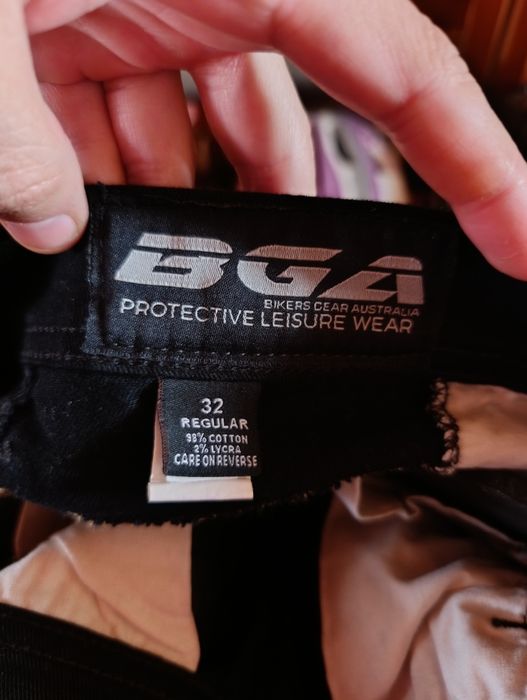 BGA
BIKERS GEAR AUSTRALIA
PROTECTIVE LEISURE WEAR
32
REGULAR
98% COTTON
2% LYCRA
CARE ON REVERSE